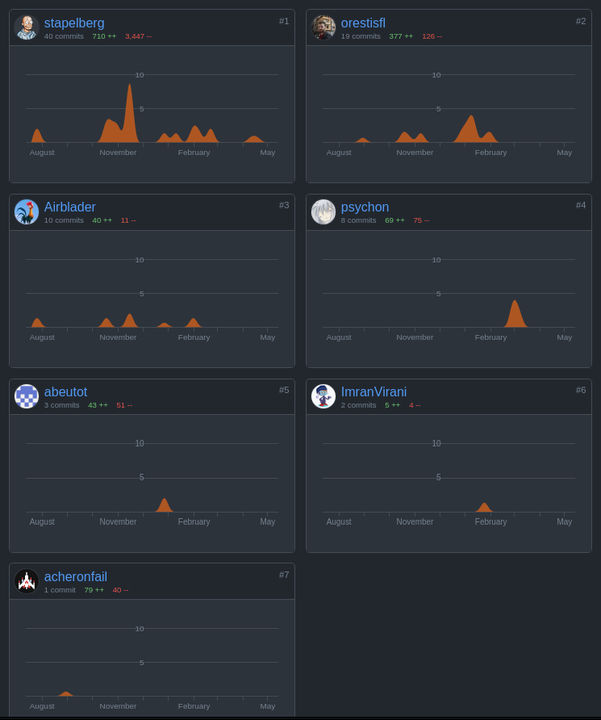 stapelberg #1
40 commits 710 ++ 3,447 --
10
5
August November February May
orestisfl #2
19 commits 377 ++ 126 --
10
5
August November February May
Airblader #3
10 commits 40 ++ 11 --
10
5
August November February May
psychon #4
8 commits 69 ++ 75 --
10
5
August November February May
abeutot #5
3 commits 43 ++ 51 --
10
5
August November February May
ImranVirani #6
2 commits 5 ++ 4 --
10
5
August November February May
acheronfail #7
1 commit 79 ++ 40 --
10
5
August November February May